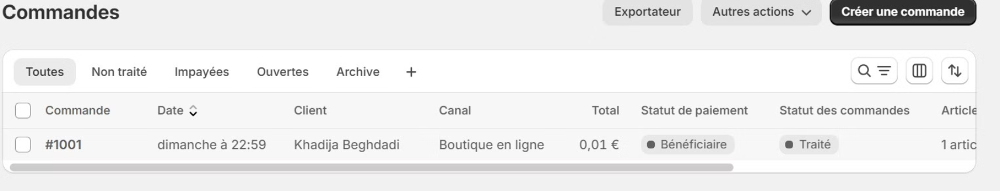 Commandes
Exportateur
Autres actions
Créer une commande
Toutes
Non traité
Impayées
Ouvertes
Archive
+
Commande
Date
Client
Canal
Total
Statut de paiement
Statut des commandes
Article
#1001
dimanche à 22:59
Khadija Beghdadi
Boutique en ligne
0,01 €
Bénéficiaire
Traité
1 artic